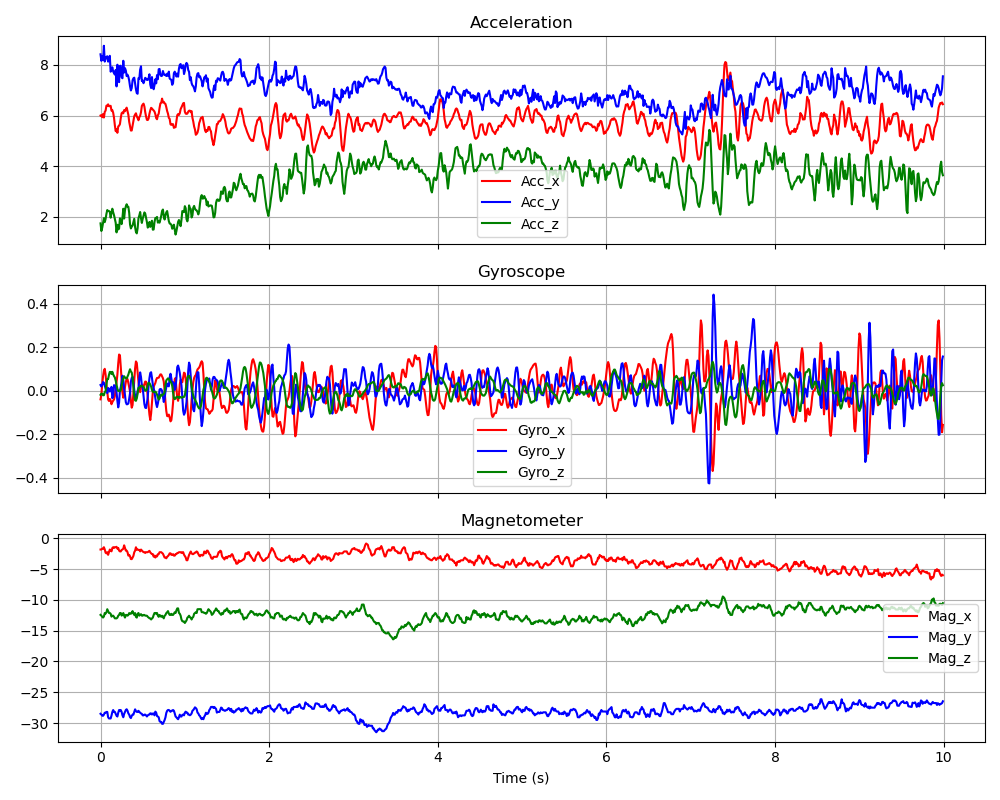 Acceleration
8
6
4
2
Acc_x
Acc_y
Acc_z
Gyroscope
0.4
0.2
0.0
−0.2
−0.4
Gyro_x
Gyro_y
Gyro_z
Magnetometer
0
−5
−10
−15
−20
−25
−30
Mag_x
Mag_y
Mag_z
0 2 4 6 8 10
Time (s)